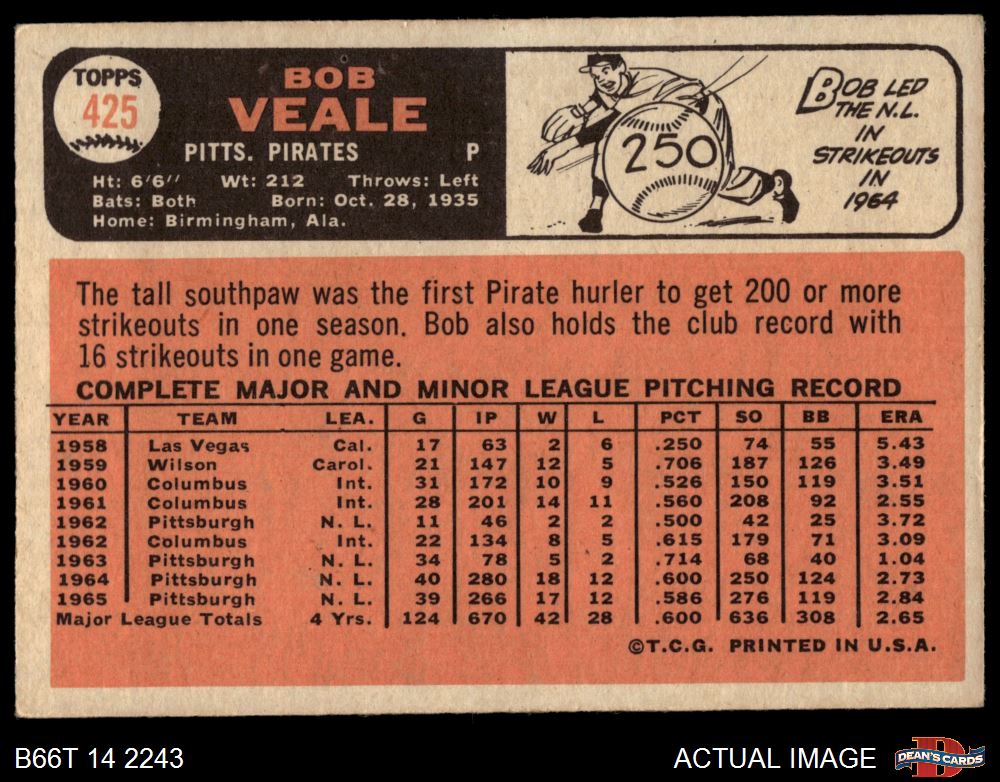 TOPPS
425
BOB
VEALE
PITTS. PIRATES P
Ht: 6'6" Wt: 212 Throws: Left
Bats: Both Born: Oct. 28, 1935
Home: Birmingham, Ala.
250
BOB LED
THE N.L.
IN
STRIKEOUTS
IN
1964
The tall southpaw was the first Pirate hurler to get 200 or more
strikeouts in one season. Bob also holds the club record with
16 strikeouts in one game.
COMPLETE MAJOR AND MINOR LEAGUE PITCHING RECORD
YEAR TEAM LEA. G IP W L PCT SO BB ERA
1958 Las Vegas Cal. 17 63 2 6 .250 74 55 5.43
1959 Wilson Carol. 21 147 12 5 .706 187 126 3.49
1960 Columbus Int. 31 172 10 9 .526 150 119 3.51
1961 Columbus Int. 28 201 14 11 .560 208 92 2.55
1962 Pittsburgh N. L. 11 46 2 2 .500 42 25 3.72
1962 Columbus Int. 22 134 8 5 .615 179 71 3.09
1963 Pittsburgh N. L. 34 78 5 2 .714 68 40 1.04
1964 Pittsburgh N. L. 40 280 18 12 .600 250 124 2.73
1965 Pittsburgh N. L. 39 266 17 12 .586 276 119 2.84
Major League Totals 4 Yrs. 124 670 42 28 .600 636 308 2.65
©T.C.G. PRINTED IN U.S.A.
B66T 14 2243
ACTUAL IMAGE
D
DEAN'S CARDS